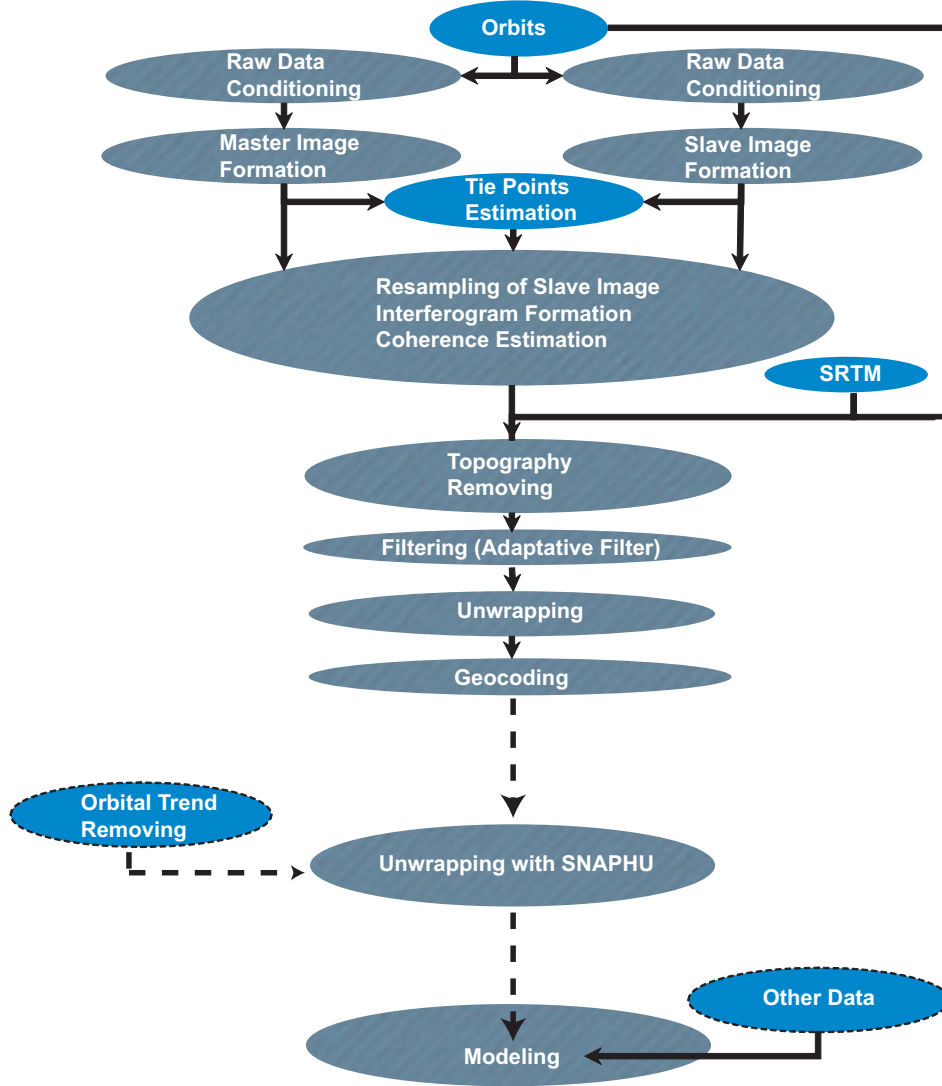 Orbits
Raw Data
Conditioning
Raw Data
Conditioning
Master Image
Formation
Slave Image
Formation
Tie Points
Estimation
Resampling of Slave Image
Interferogram Formation
Coherence Estimation
SRTM
Topography
Removing
Filtering (Adaptative Filter)
Unwrapping
Geocoding
Orbital Trend
Removing
Unwrapping with SNAPHU
Other Data
Modeling